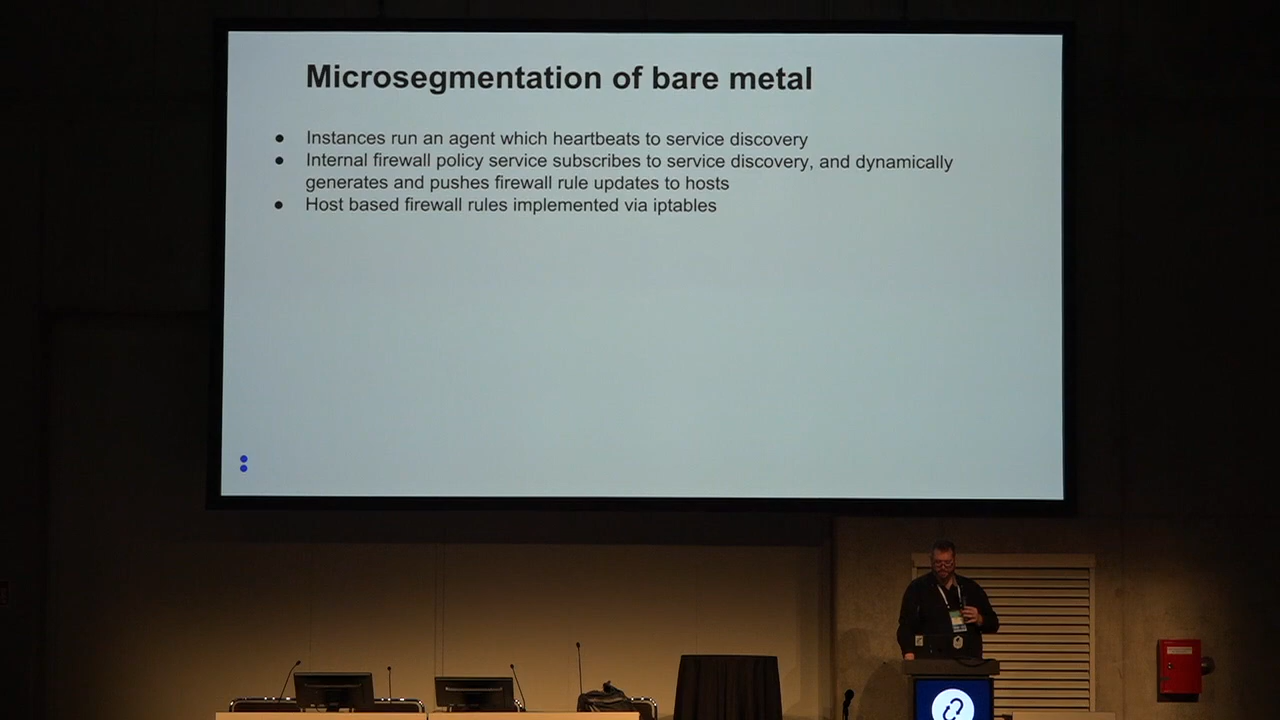 Microsegmentation of bare metal
● Instances run an agent which heartbeats to service discovery
● Internal firewall policy service subscribes to service discovery, and dynamically
generates and pushes firewall rule updates to hosts
● Host based firewall rules implemented via iptables